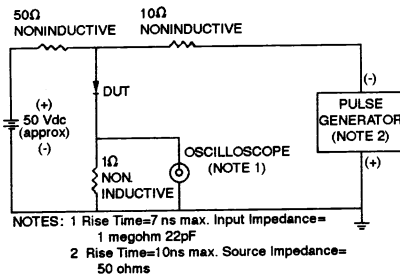 50Ω
NONINDUCTIVE
10Ω
NONINDUCTIVE
DUT
(+)
50 Vdc
(approx)
(-)
(-)
PULSE
GENERATOR
(NOTE 2)
(+)
1Ω
NON.
INDUCTIVE
OSCILLOSCOPE
(NOTE 1)
NOTES: 1 Rise Time=7 ns max. Input Impedance=
1 megohm 22pF
2 Rise Time=10ns max. Source Impedance=
50 ohms